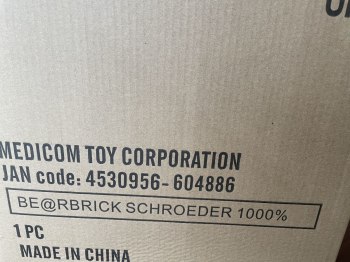 MEDICOM TOY CORPORATION
JAN code: 4530956-604886
BE@RBRICK SCHROEDER 1000%
1 PC
MADE IN CHINA